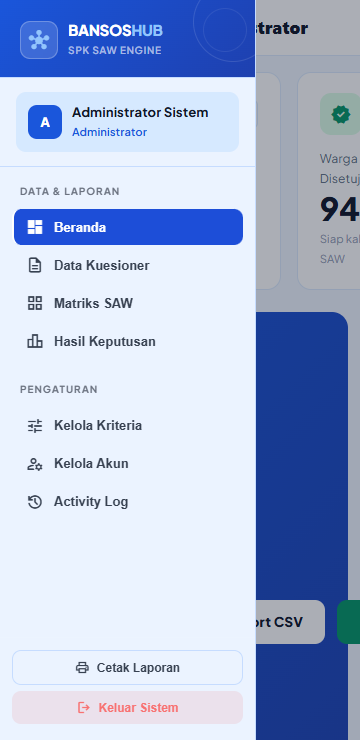 BANSOSHUB
SPK SAW ENGINE
strator
A
Administrator Sistem
Administrator
DATA & LAPORAN
Beranda
Data Kuesioner
Matriks SAW
Hasil Keputusan
PENGATURAN
Kelola Kriteria
Kelola Akun
Activity Log
Cetak Laporan
Keluar Sistem
Warga
Disetuj
94
Siap kal
SAW
ort CSV